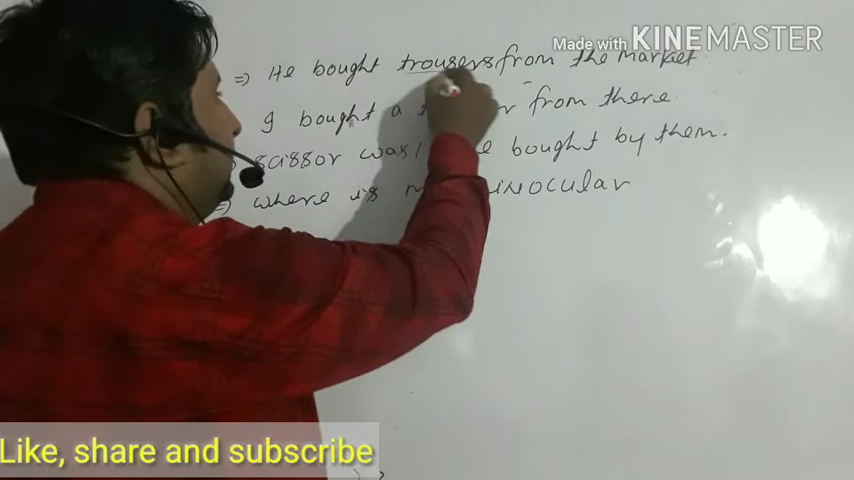 Made with KINEMASTER
⇒ He bought trousers from the market
I bought a from there
scissor was bought by them.
⇒ where is inocular
Like, share and subscribe